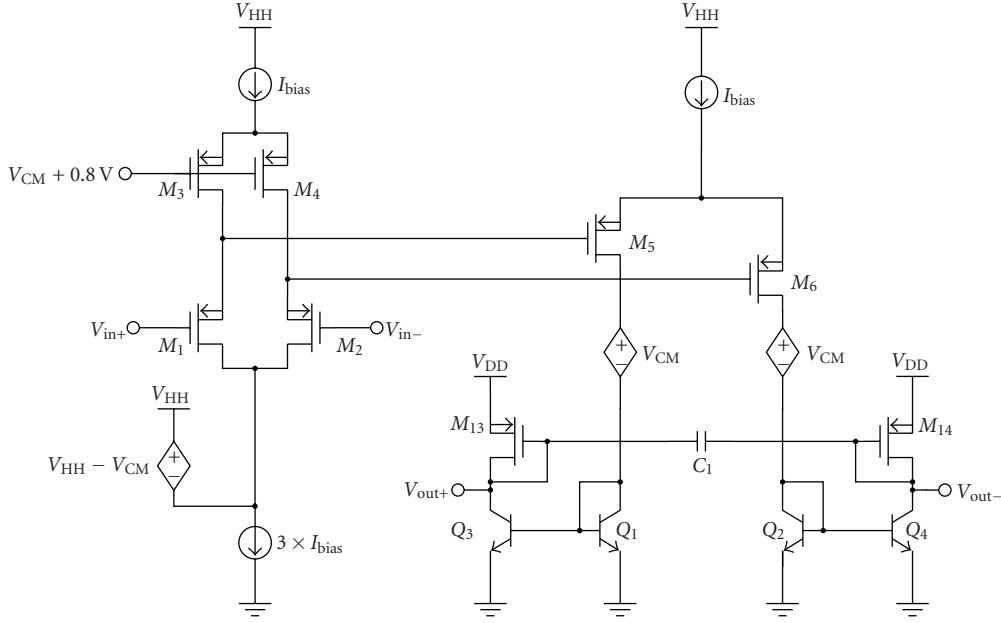 V_HH
V_HH
I_bias
I_bias
V_CM + 0.8 V
M_3
M_4
M_5
M_6
V_in+
M_1
M_2
V_in−
V_CM
V_CM
V_HH
V_DD
V_DD
M_13
M_14
V_HH − V_CM
C_1
V_out+
V_out−
Q_3
Q_1
Q_2
Q_4
3 × I_bias